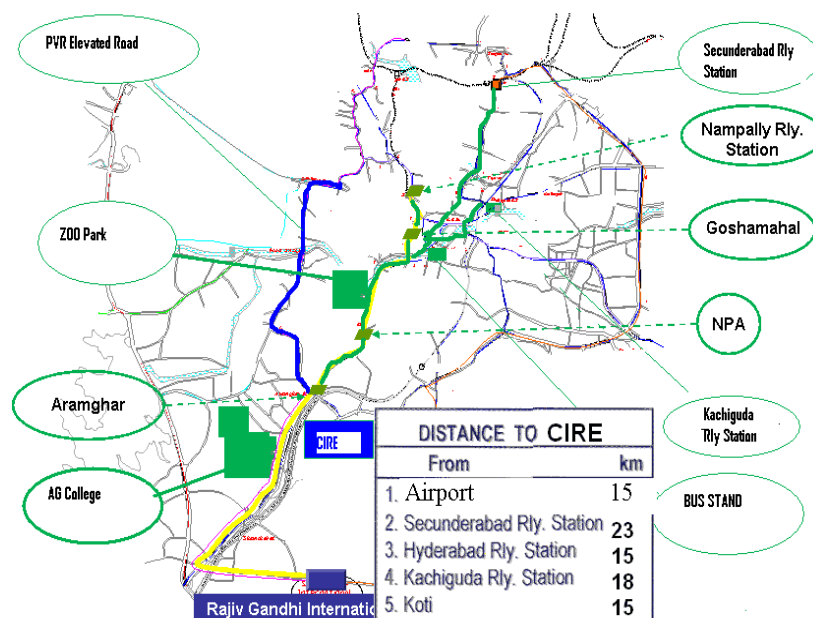 PVR Elevated Road
Secunderabad Rly
Station
Nampally Rly.
Station
ZOO Park
Goshamahal
NPA
Aramghar
CIRE
Kachiguda
Rly Station
AG College
BUS STAND
DISTANCE TO CIRE
From km
1. Airport 15
2. Secunderabad Rly. Station 23
3. Hyderabad Rly. Station 15
4. Kachiguda Rly. Station 18
5. Koti 15
Rajiv Gandhi Internatio